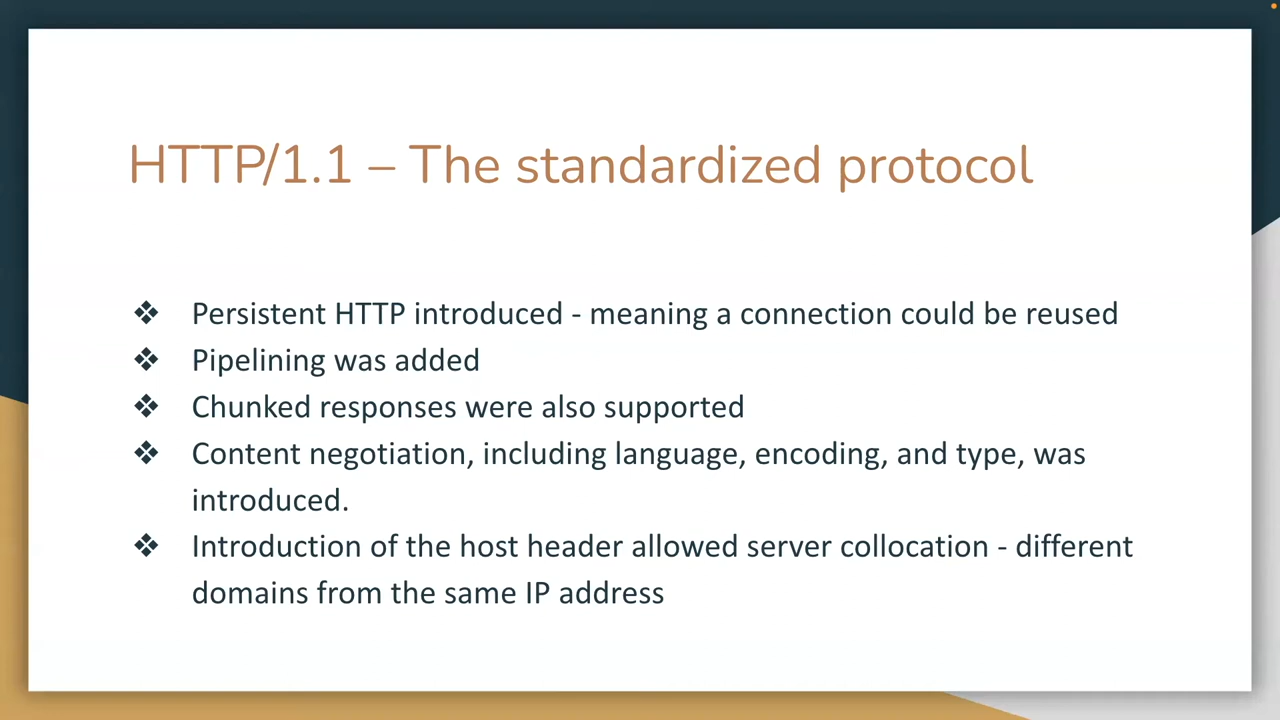 HTTP/1.1 – The standardized protocol
❖ Persistent HTTP introduced - meaning a connection could be reused
❖ Pipelining was added
❖ Chunked responses were also supported
❖ Content negotiation, including language, encoding, and type, was
introduced.
❖ Introduction of the host header allowed server collocation - different
domains from the same IP address